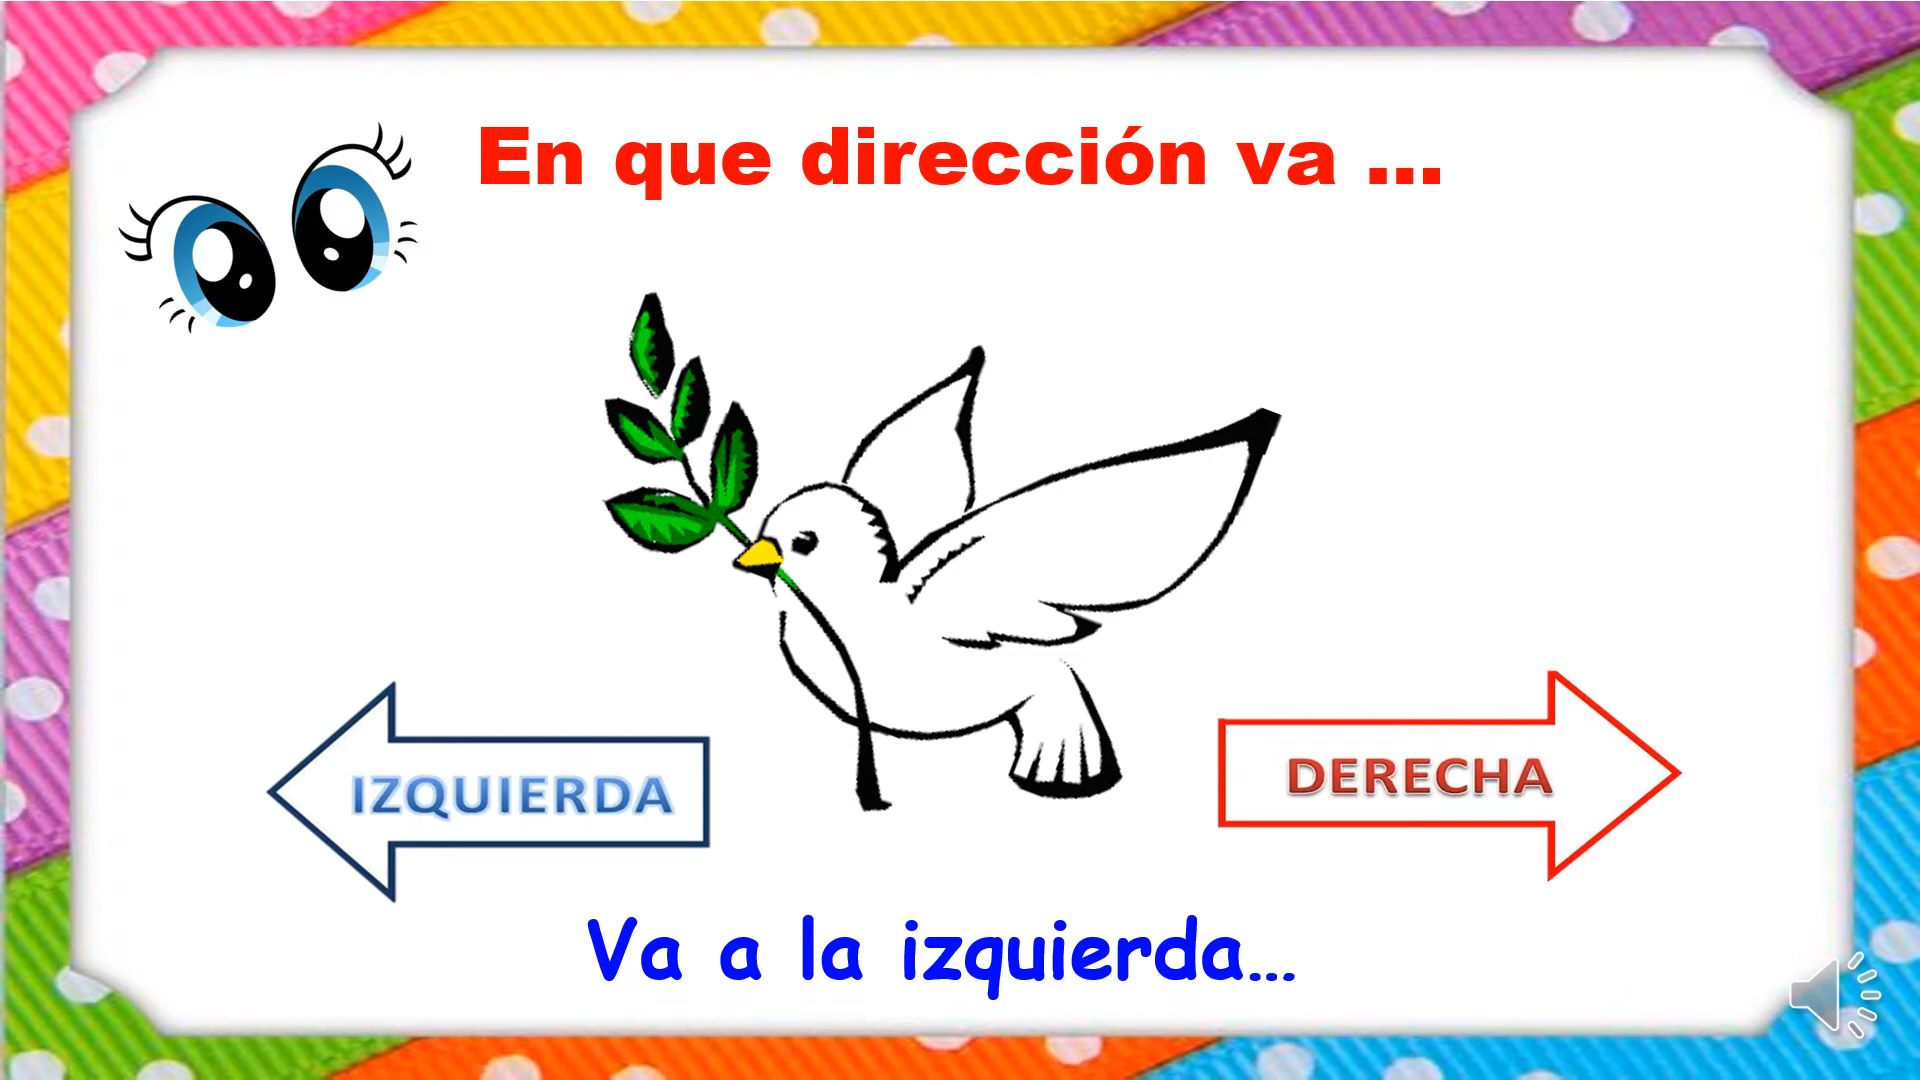 En que dirección va ...
IZQUIERDA
DERECHA
Va a la izquierda...